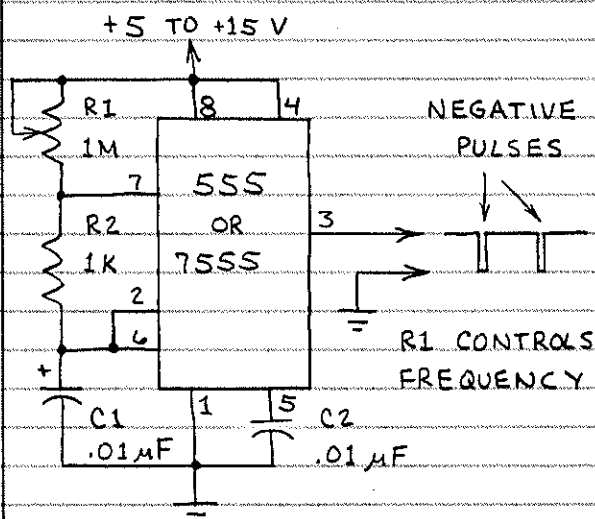 +5 TO +15 V
R1
1M
8
4
NEGATIVE
PULSES
7
555
OR
7555
3
R2
1K
2
6
R1 CONTROLS
FREQUENCY
+
C1
.01 µF
1
5
C2
.01 µF